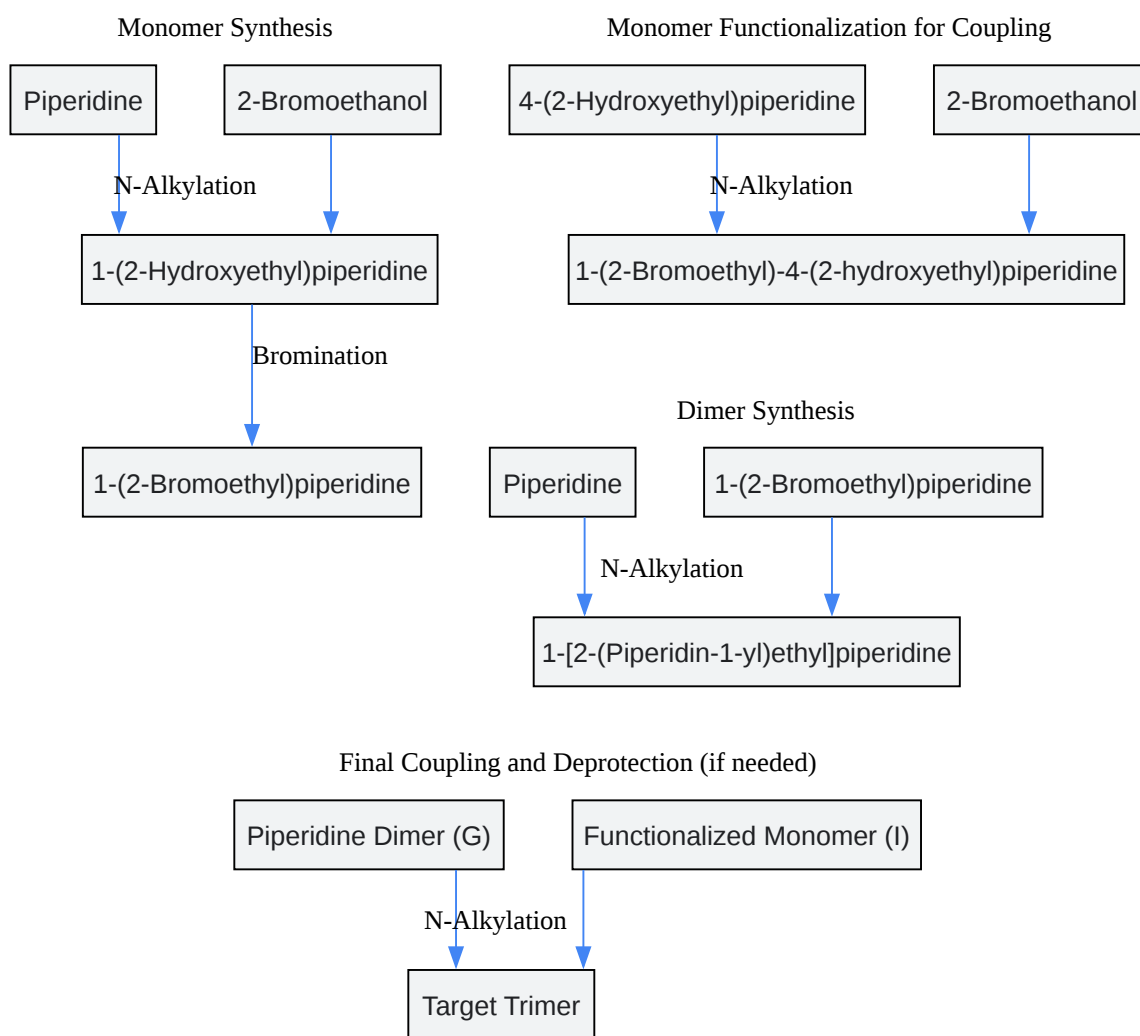 Monomer Synthesis
Piperidine
2-Bromoethanol
N-Alkylation
1-(2-Hydroxyethyl)piperidine
Bromination
1-(2-Bromoethyl)piperidine
Monomer Functionalization for Coupling
4-(2-Hydroxyethyl)piperidine
2-Bromoethanol
N-Alkylation
1-(2-Bromoethyl)-4-(2-hydroxyethyl)piperidine
Dimer Synthesis
Piperidine
1-(2-Bromoethyl)piperidine
N-Alkylation
1-[2-(Piperidin-1-yl)ethyl]piperidine
Final Coupling and Deprotection (if needed)
Piperidine Dimer (G)
Functionalized Monomer (I)
N-Alkylation
Target Trimer